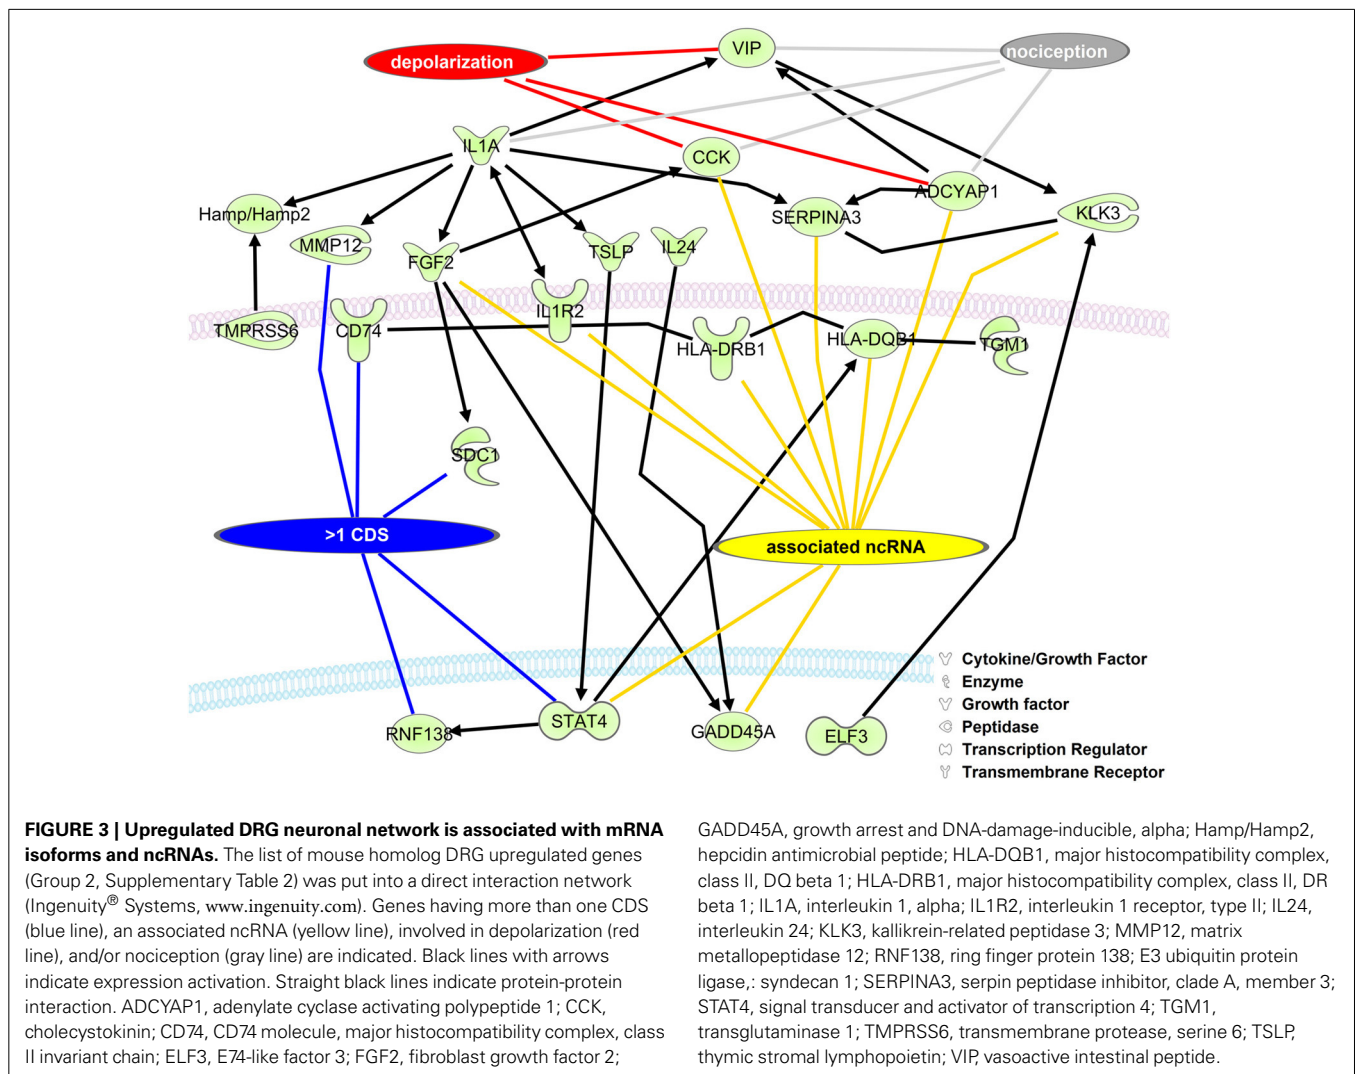 depolarization
VIP
nociception
IL1A
CCK
ADCYAP1
Hamp/Hamp2
SERPINA3
KLK3
MMP12
FGF2
TSLP
IL24
TMPRSS6
CD74
IL1R2
HLA-DRB1
HLA-DQB1
TGM1
SDC1
>1 CDS
associated ncRNA
RNF138
STAT4
GADD45A
ELF3
Cytokine/Growth Factor
Enzyme
Growth factor
Peptidase
Transcription Regulator
Transmembrane Receptor
FIGURE 3 | Upregulated DRG neuronal network is associated with mRNA
isoforms and ncRNAs. The list of mouse homolog DRG upregulated genes
(Group 2, Supplementary Table 2) was put into a direct interaction network
(Ingenuity® Systems, www.ingenuity.com). Genes having more than one CDS
(blue line), an associated ncRNA (yellow line), involved in depolarization (red
line), and/or nociception (gray line) are indicated. Black lines with arrows
indicate expression activation. Straight black lines indicate protein-protein
interaction. ADCYAP1, adenylate cyclase activating polypeptide 1; CCK,
cholecystokinin; CD74, CD74 molecule, major histocompatibility complex, class
II invariant chain; ELF3, E74-like factor 3; FGF2, fibroblast growth factor 2;
GADD45A, growth arrest and DNA-damage-inducible, alpha; Hamp/Hamp2,
hepcidin antimicrobial peptide; HLA-DQB1, major histocompatibility complex,
class II, DQ beta 1; HLA-DRB1, major histocompatibility complex, class II, DR
beta 1; IL1A, interleukin 1, alpha; IL1R2, interleukin 1 receptor, type II; IL24,
interleukin 24; KLK3, kallikrein-related peptidase 3; MMP12, matrix
metallopeptidase 12; RNF138, ring finger protein 138; E3 ubiquitin protein
ligase,: syndecan 1; SERPINA3, serpin peptidase inhibitor, clade A, member 3;
STAT4, signal transducer and activator of transcription 4; TGM1,
transglutaminase 1; TMPRSS6, transmembrane protease, serine 6; TSLP,
thymic stromal lymphopoietin; VIP, vasoactive intestinal peptide.